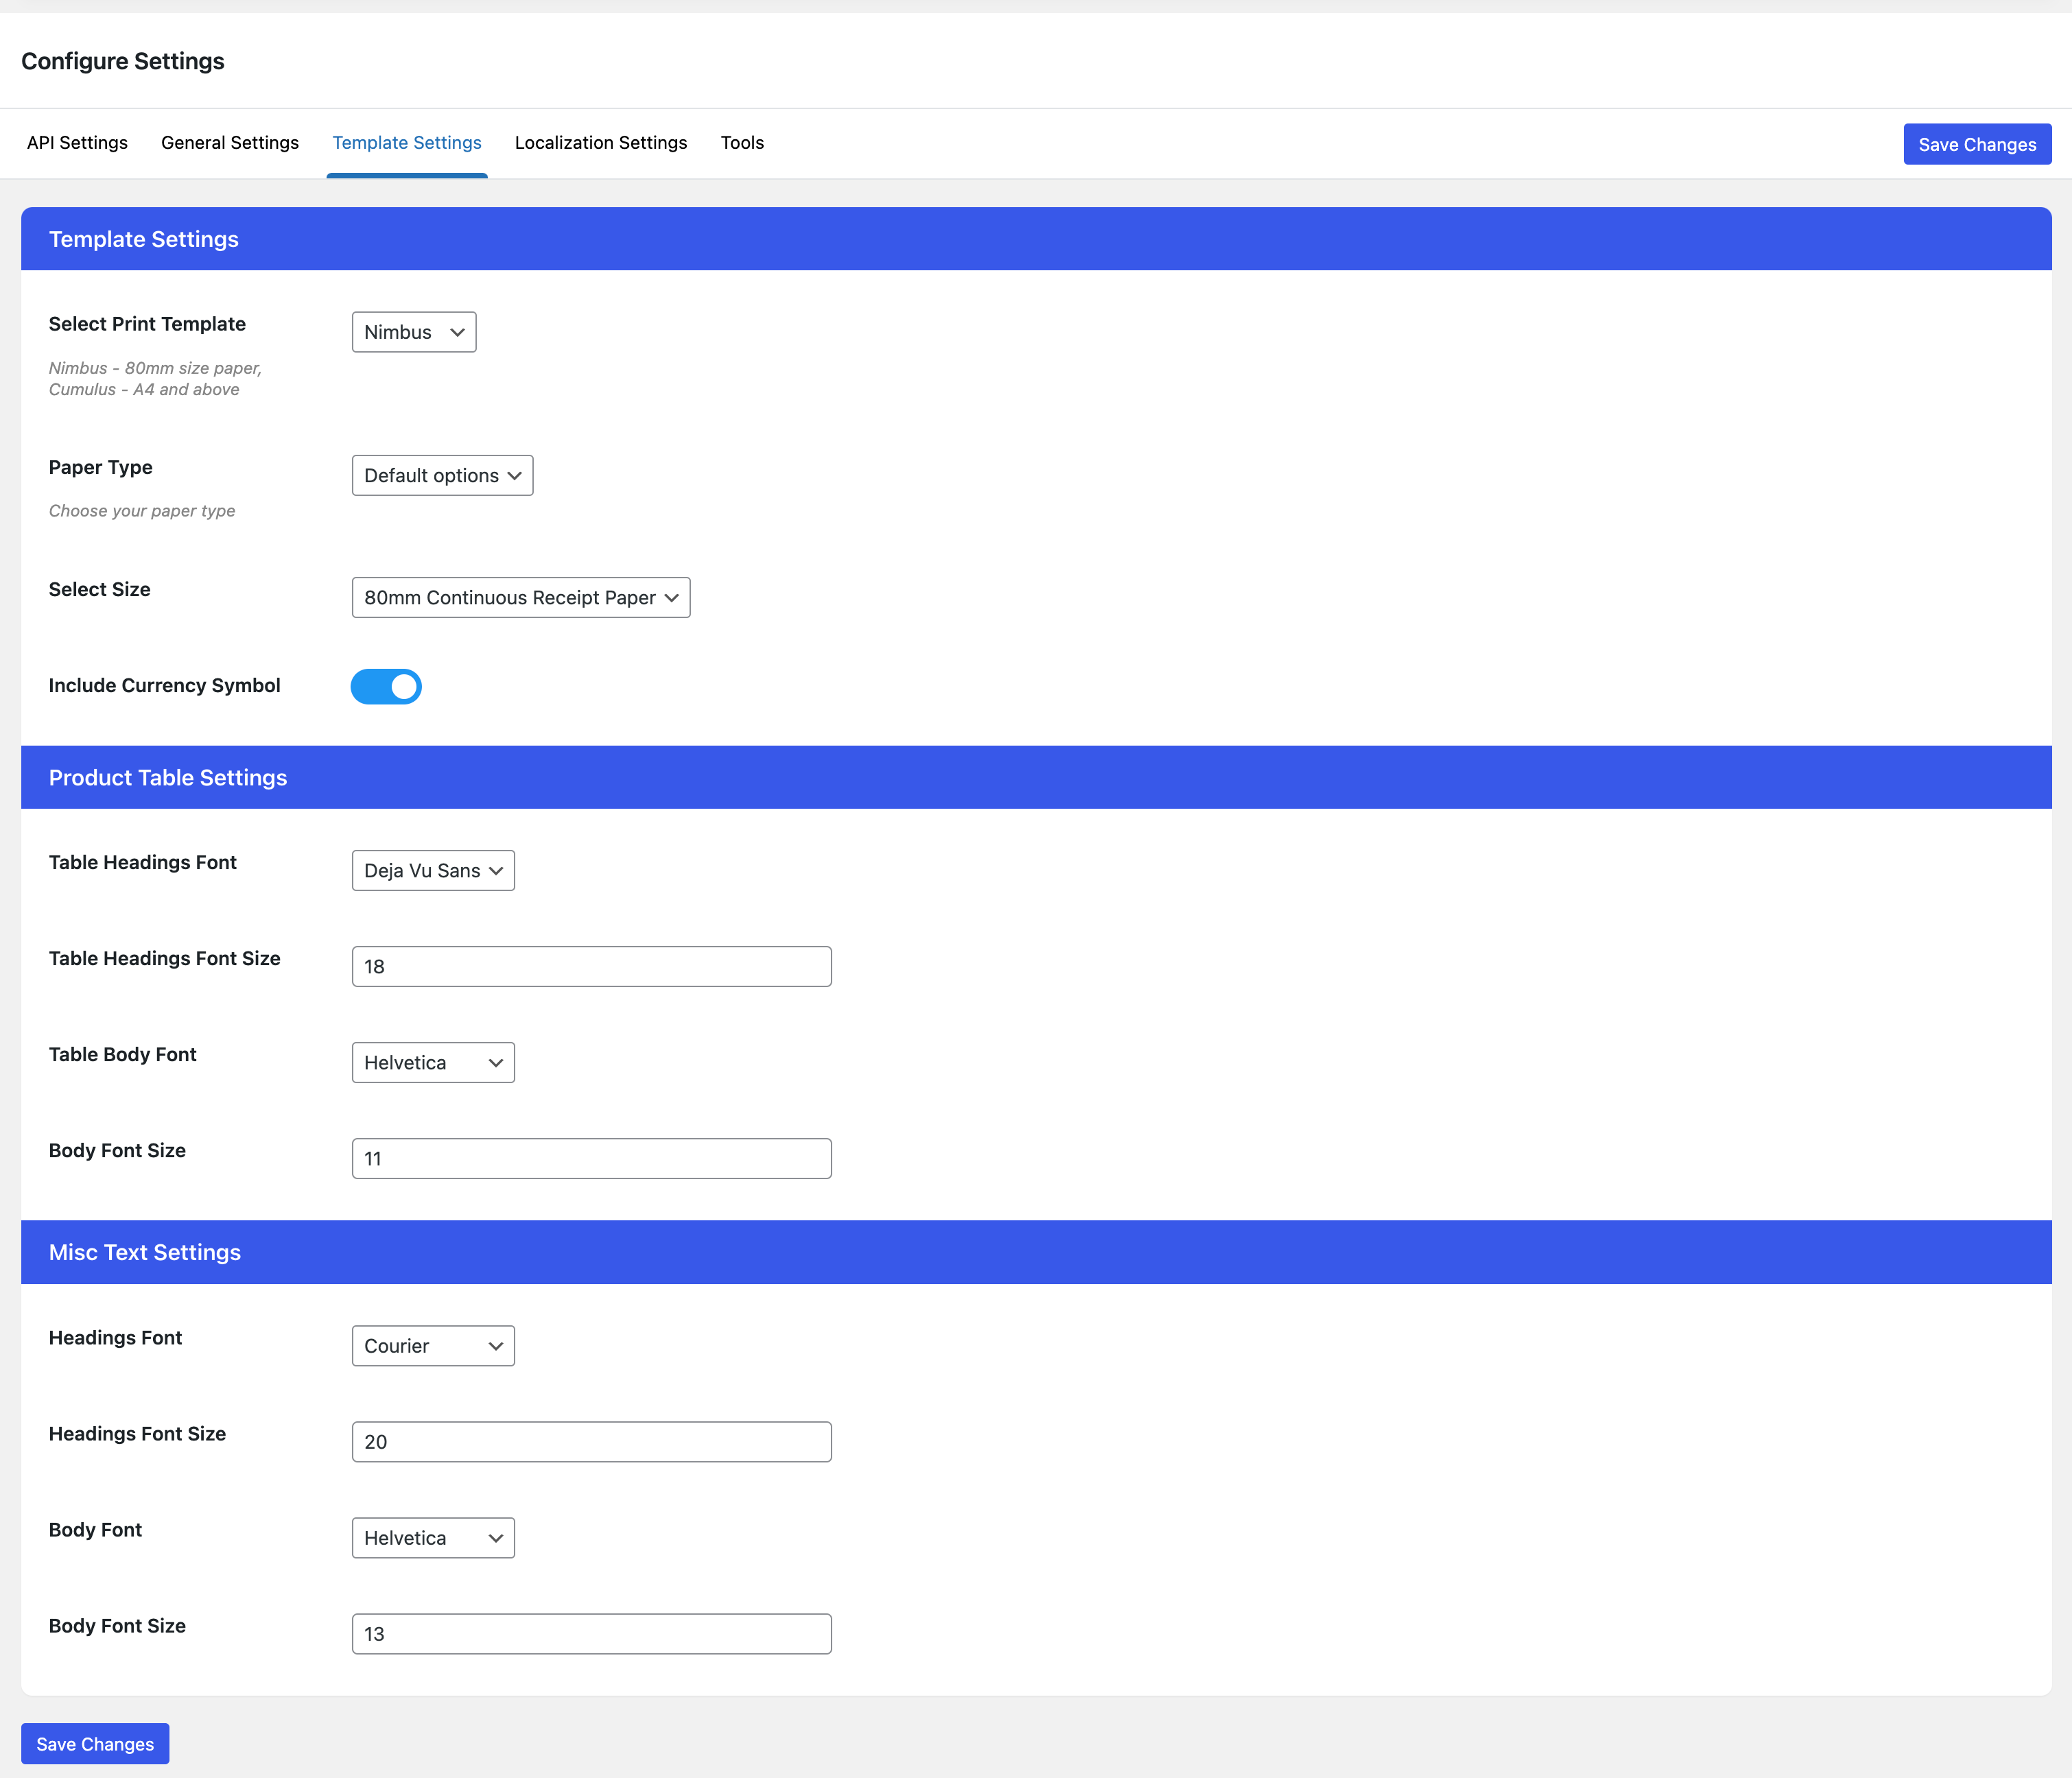 Configure Settings
API Settings General Settings Template Settings Localization Settings Tools Save Changes
Template Settings
Select Print Template Nimbus
Nimbus - 80mm size paper,
Cumulus - A4 and above
Paper Type Default options
Choose your paper type
Select Size 80mm Continuous Receipt Paper
Include Currency Symbol
Product Table Settings
Table Headings Font Deja Vu Sans
Table Headings Font Size 18
Table Body Font Helvetica
Body Font Size 11
Misc Text Settings
Headings Font Courier
Headings Font Size 20
Body Font Helvetica
Body Font Size 13
Save Changes